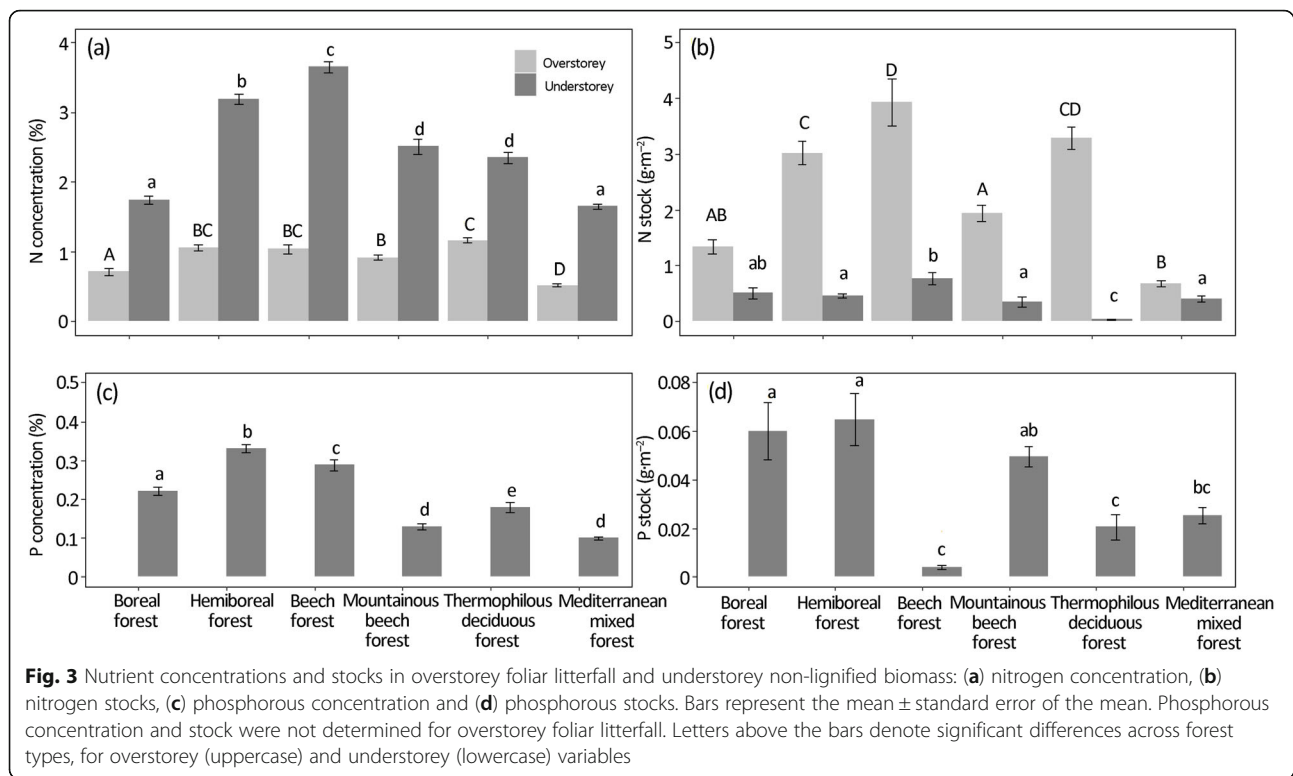 (a)
N concentration (%)
4
3
2
1
0
Overstorey
Understorey
A
a
BC
b
BC
c
B
d
C
d
D
a
(b)
N stock (g·m⁻²)
5
4
3
2
1
0
AB
ab
C
a
D
b
A
a
CD
c
B
a
(c)
P concentration (%)
0.5
0.4
0.3
0.2
0.1
0
a
b
c
d
e
d
Boreal
forest
Hemiboreal
forest
Beech
forest
Mountainous
beech forest
Thermophilous
deciduous forest
Mediterranean
mixed forest
(d)
P stock (g·m⁻²)
0.08
0.06
0.04
0.02
0
a
a
c
ab
c
bc
Boreal
forest
Hemiboreal
forest
Beech
forest
Mountainous
beech forest
Thermophilous
deciduous forest
Mediterranean
mixed forest
Fig. 3 Nutrient concentrations and stocks in overstorey foliar litterfall and understorey non-lignified biomass: (a) nitrogen concentration, (b)
nitrogen stocks, (c) phosphorous concentration and (d) phosphorous stocks. Bars represent the mean ± standard error of the mean. Phosphorous
concentration and stock were not determined for overstorey foliar litterfall. Letters above the bars denote significant differences across forest
types, for overstorey (uppercase) and understorey (lowercase) variables